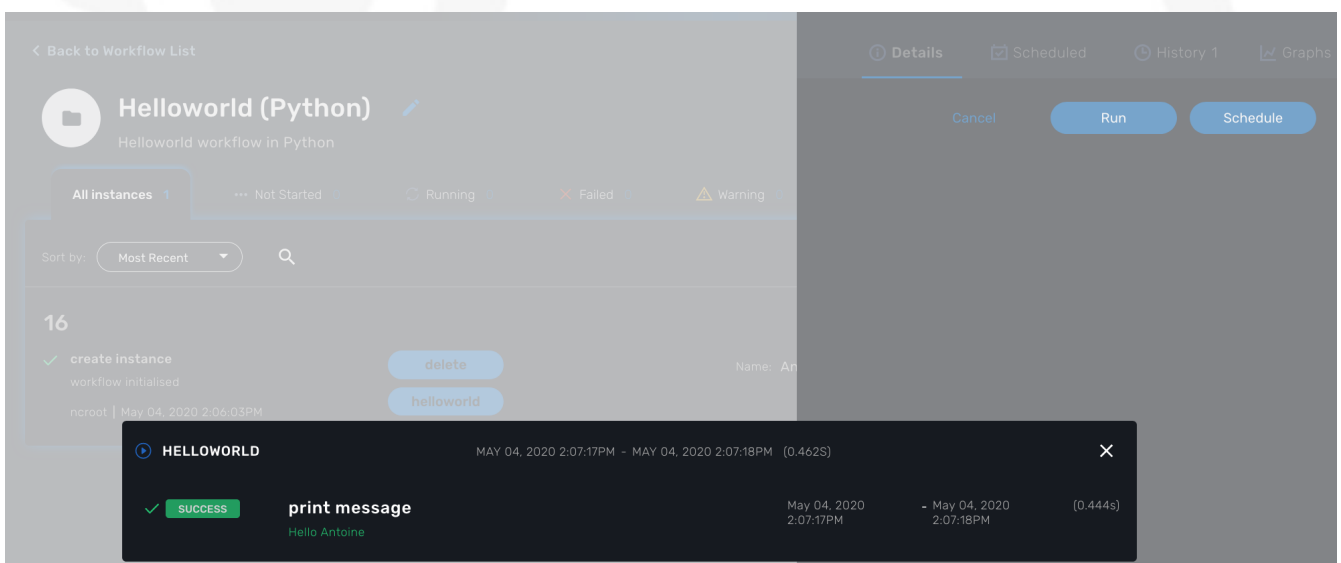 Back to Workflow List
Details
Scheduled
History 1
Graphs
Helloworld (Python)
Helloworld workflow in Python
Cancel
Run
Schedule
All instances 1
Not Started
Running
Failed
Warning
Sort by:
Most Recent
16
create instance
workflow initialised
ncroot | May 04, 2020 2:06:03PM
delete
helloworld
Name: An
HELLOWORLD
MAY 04, 2020 2:07:17PM - MAY 04, 2020 2:07:18PM (0.462S)
SUCCESS
print message
Hello Antoine
May 04, 2020
2:07:17PM
- May 04, 2020
2:07:18PM
(0.444s)